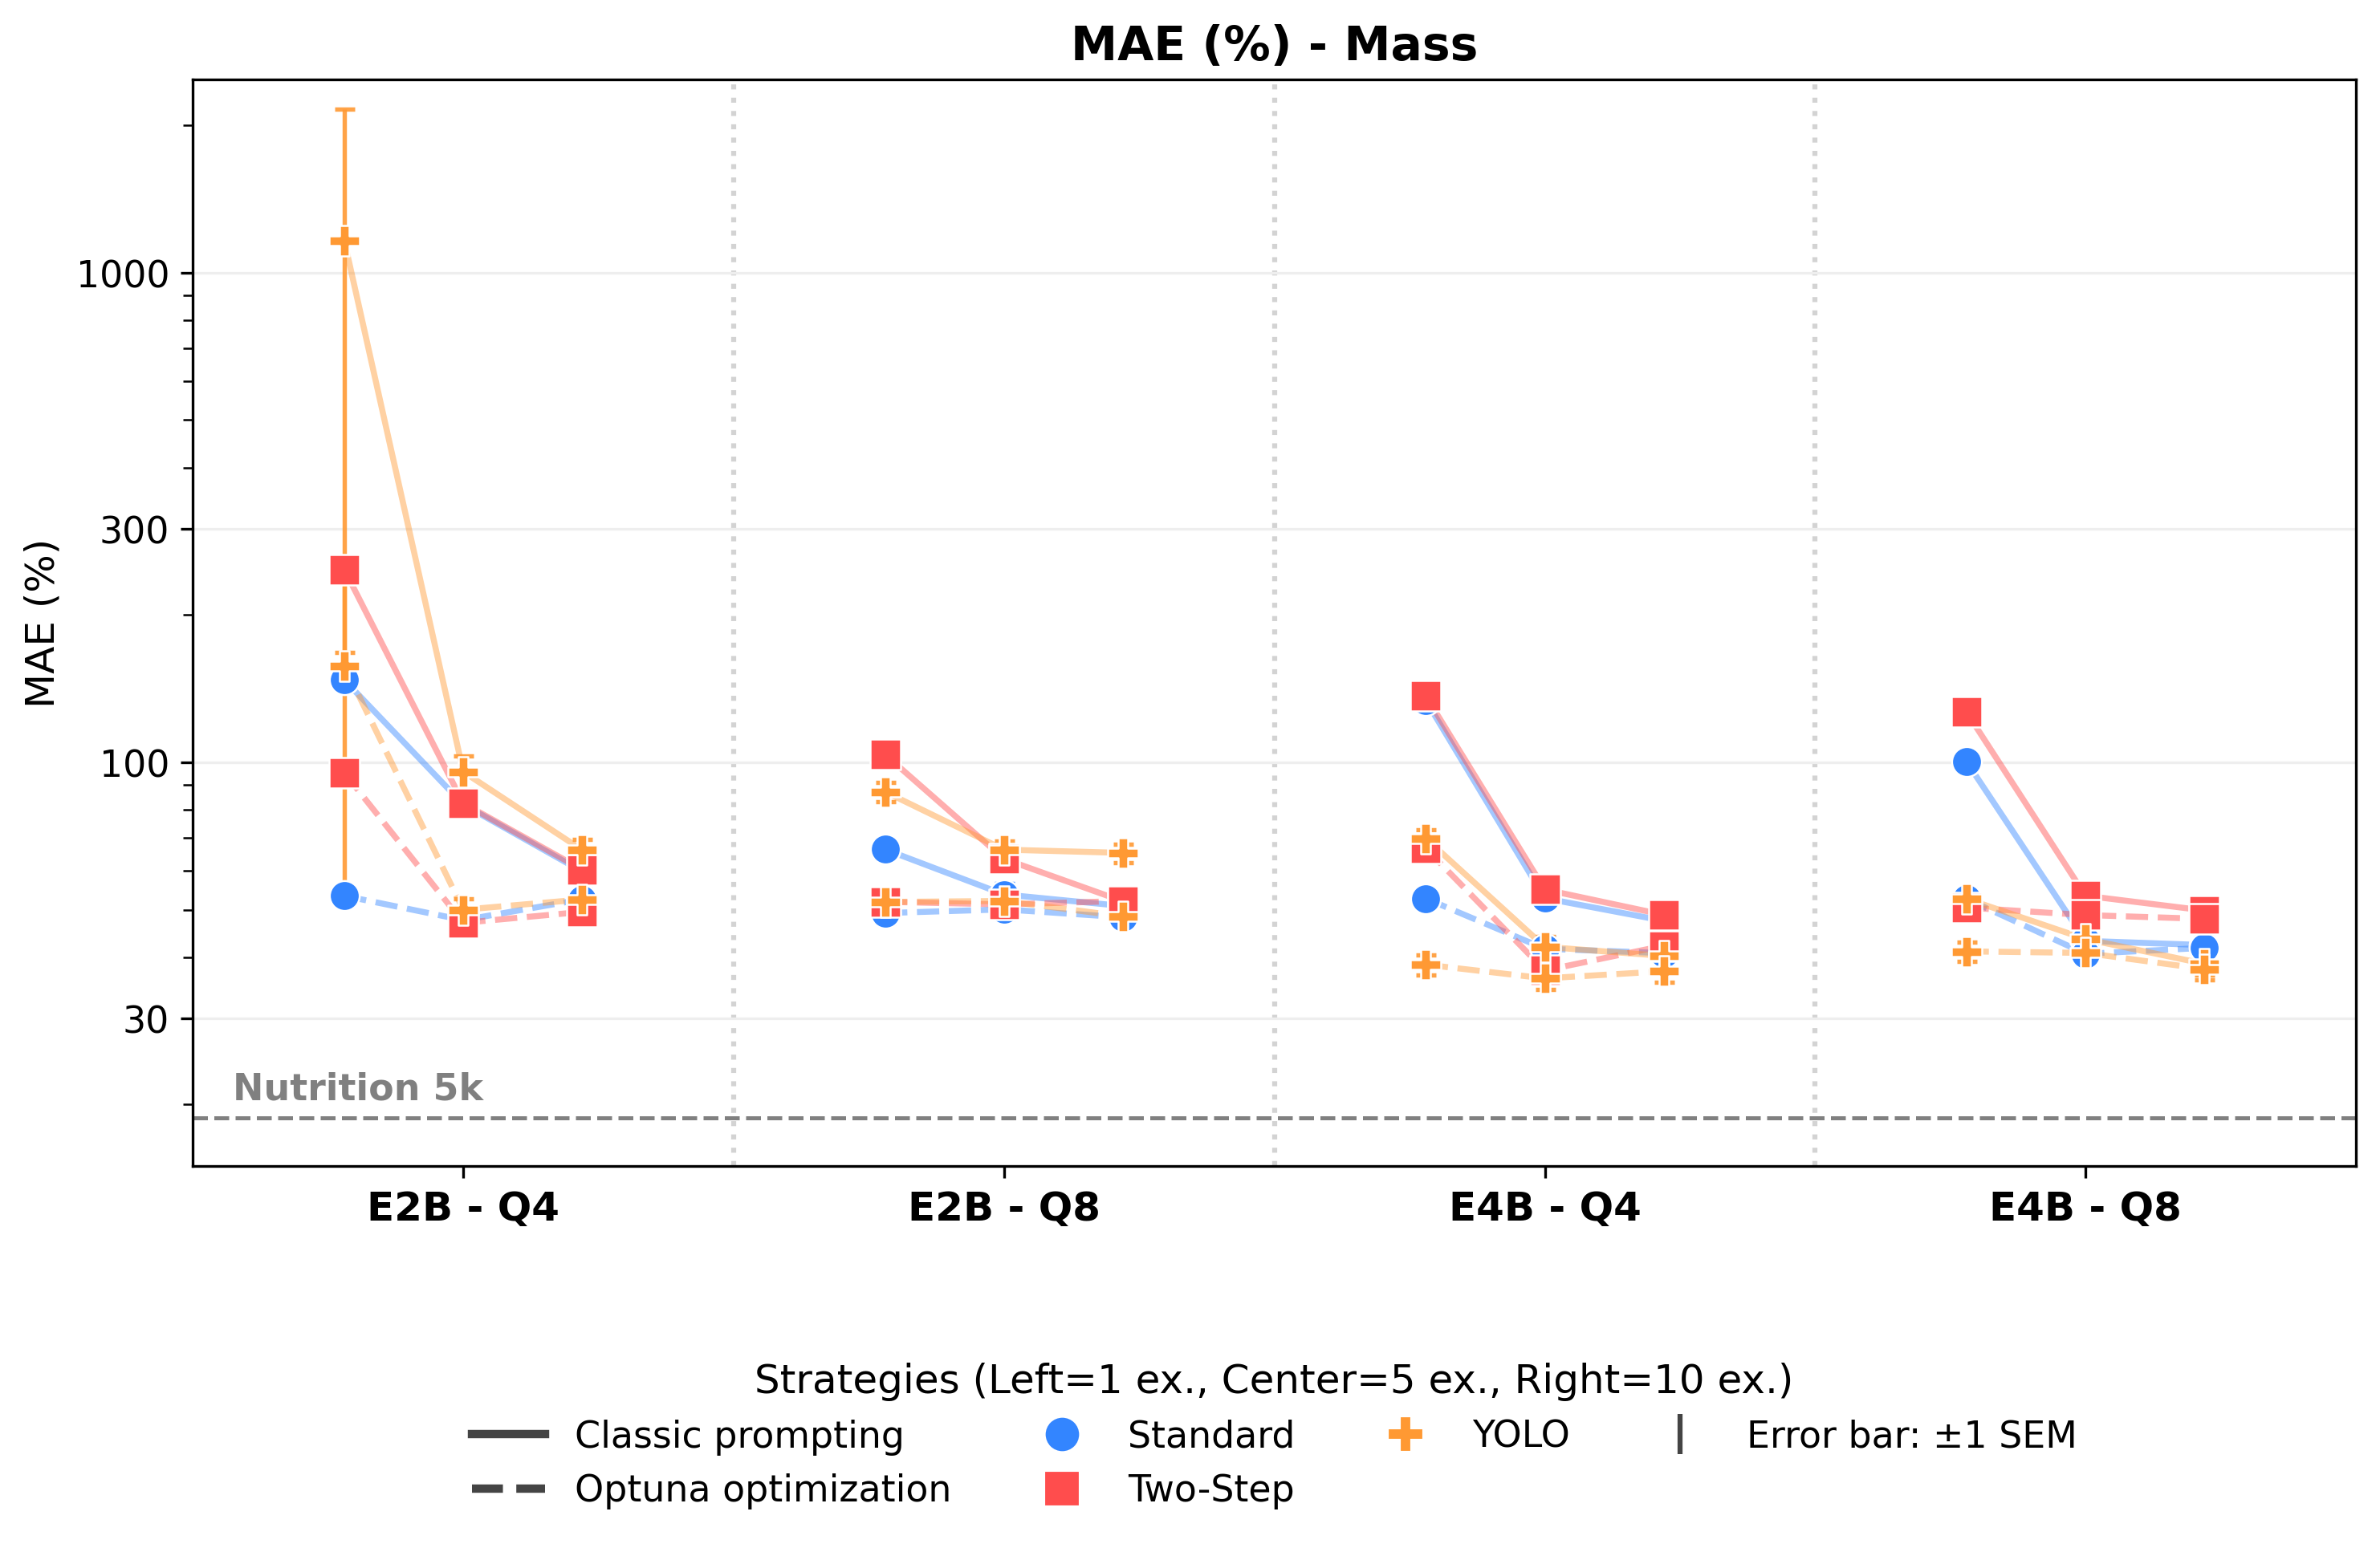 MAE (%) - Mass
MAE (%)
1000
300
100
30
Nutrition 5k
E2B - Q4
E2B - Q8
E4B - Q4
E4B - Q8
Strategies (Left=1 ex., Center=5 ex., Right=10 ex.)
Classic prompting
Optuna optimization
Standard
Two-Step
YOLO
Error bar: ±1 SEM